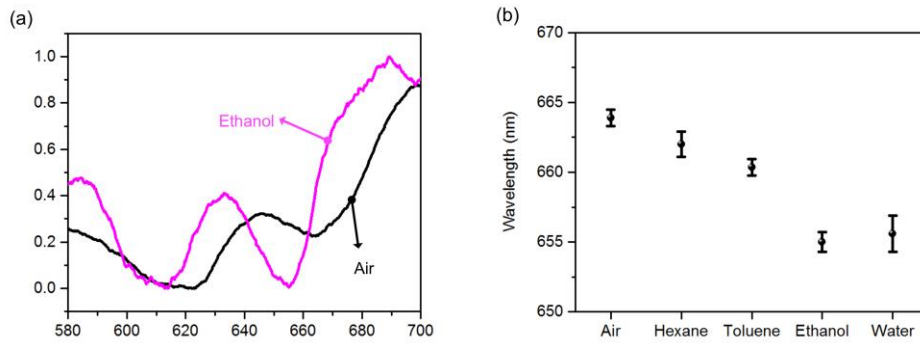 (a)
1.0
0.8
0.6
0.4
0.2
0.0
580 600 620 640 660 680 700
Ethanol
Air
(b)
Wavelength (nm)
670
665
660
655
650
Air Hexane Toluene Ethanol Water